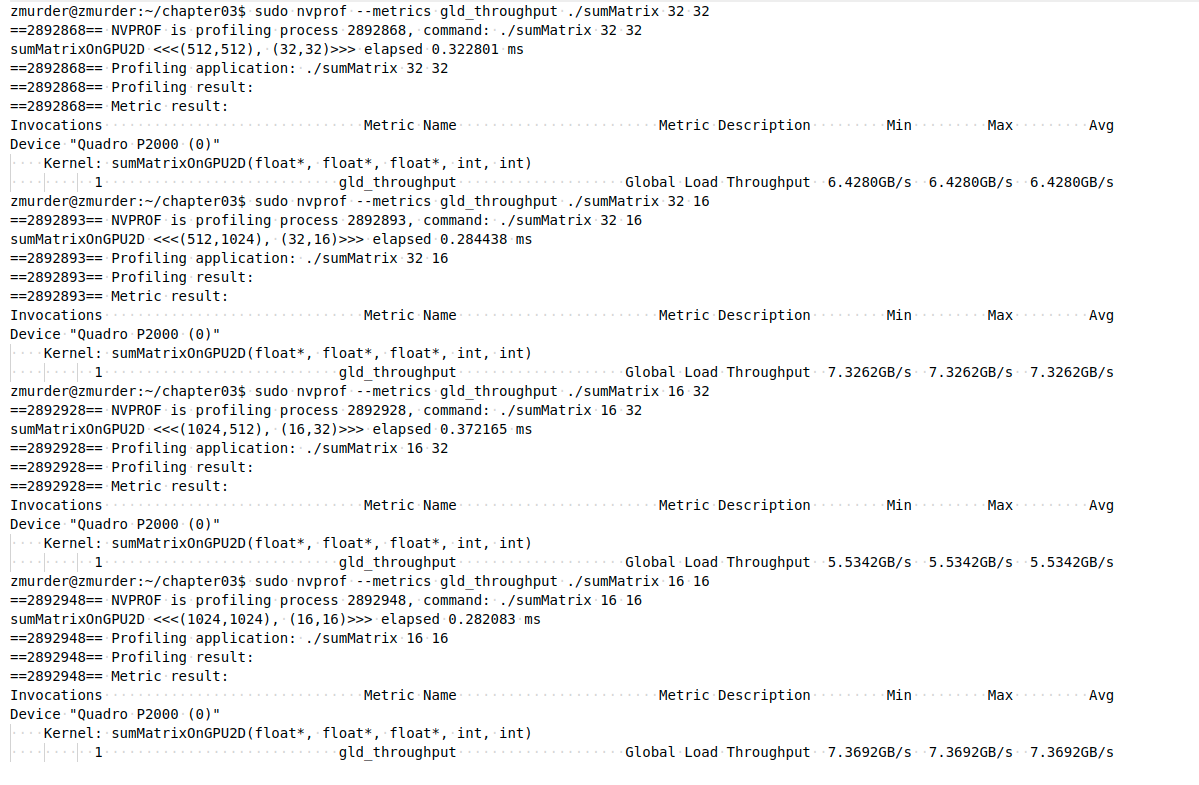 zmurder@zmurder:~/chapter03$ sudo nvprof --metrics gld_throughput ./sumMatrix 32 32
==2892868== NVPROF is profiling process 2892868, command: ./sumMatrix 32 32
sumMatrixOnGPU2D <<<(512,512), (32,32)>>> elapsed 0.322801 ms
==2892868== Profiling application: ./sumMatrix 32 32
==2892868== Profiling result:
==2892868== Metric result:
Invocations                               Metric Name                        Metric Description         Min         Max         Avg
Device "Quadro P2000 (0)"
    Kernel: sumMatrixOnGPU2D(float*, float*, float*, int, int)
          1                            gld_throughput                    Global Load Throughput  6.4280GB/s  6.4280GB/s  6.4280GB/s
zmurder@zmurder:~/chapter03$ sudo nvprof --metrics gld_throughput ./sumMatrix 32 16
==2892893== NVPROF is profiling process 2892893, command: ./sumMatrix 32 16
sumMatrixOnGPU2D <<<(512,1024), (32,16)>>> elapsed 0.284438 ms
==2892893== Profiling application: ./sumMatrix 32 16
==2892893== Profiling result:
==2892893== Metric result:
Invocations                               Metric Name                        Metric Description         Min         Max         Avg
Device "Quadro P2000 (0)"
    Kernel: sumMatrixOnGPU2D(float*, float*, float*, int, int)
          1                            gld_throughput                    Global Load Throughput  7.3262GB/s  7.3262GB/s  7.3262GB/s
zmurder@zmurder:~/chapter03$ sudo nvprof --metrics gld_throughput ./sumMatrix 16 32
==2892928== NVPROF is profiling process 2892928, command: ./sumMatrix 16 32
sumMatrixOnGPU2D <<<(1024,512), (16,32)>>> elapsed 0.372165 ms
==2892928== Profiling application: ./sumMatrix 16 32
==2892928== Profiling result:
==2892928== Metric result:
Invocations                               Metric Name                        Metric Description         Min         Max         Avg
Device "Quadro P2000 (0)"
    Kernel: sumMatrixOnGPU2D(float*, float*, float*, int, int)
          1                            gld_throughput                    Global Load Throughput  5.5342GB/s  5.5342GB/s  5.5342GB/s
zmurder@zmurder:~/chapter03$ sudo nvprof --metrics gld_throughput ./sumMatrix 16 16
==2892948== NVPROF is profiling process 2892948, command: ./sumMatrix 16 16
sumMatrixOnGPU2D <<<(1024,1024), (16,16)>>> elapsed 0.282083 ms
==2892948== Profiling application: ./sumMatrix 16 16
==2892948== Profiling result:
==2892948== Metric result:
Invocations                               Metric Name                        Metric Description         Min         Max         Avg
Device "Quadro P2000 (0)"
    Kernel: sumMatrixOnGPU2D(float*, float*, float*, int, int)
          1                            gld_throughput                    Global Load Throughput  7.3692GB/s  7.3692GB/s  7.3692GB/s